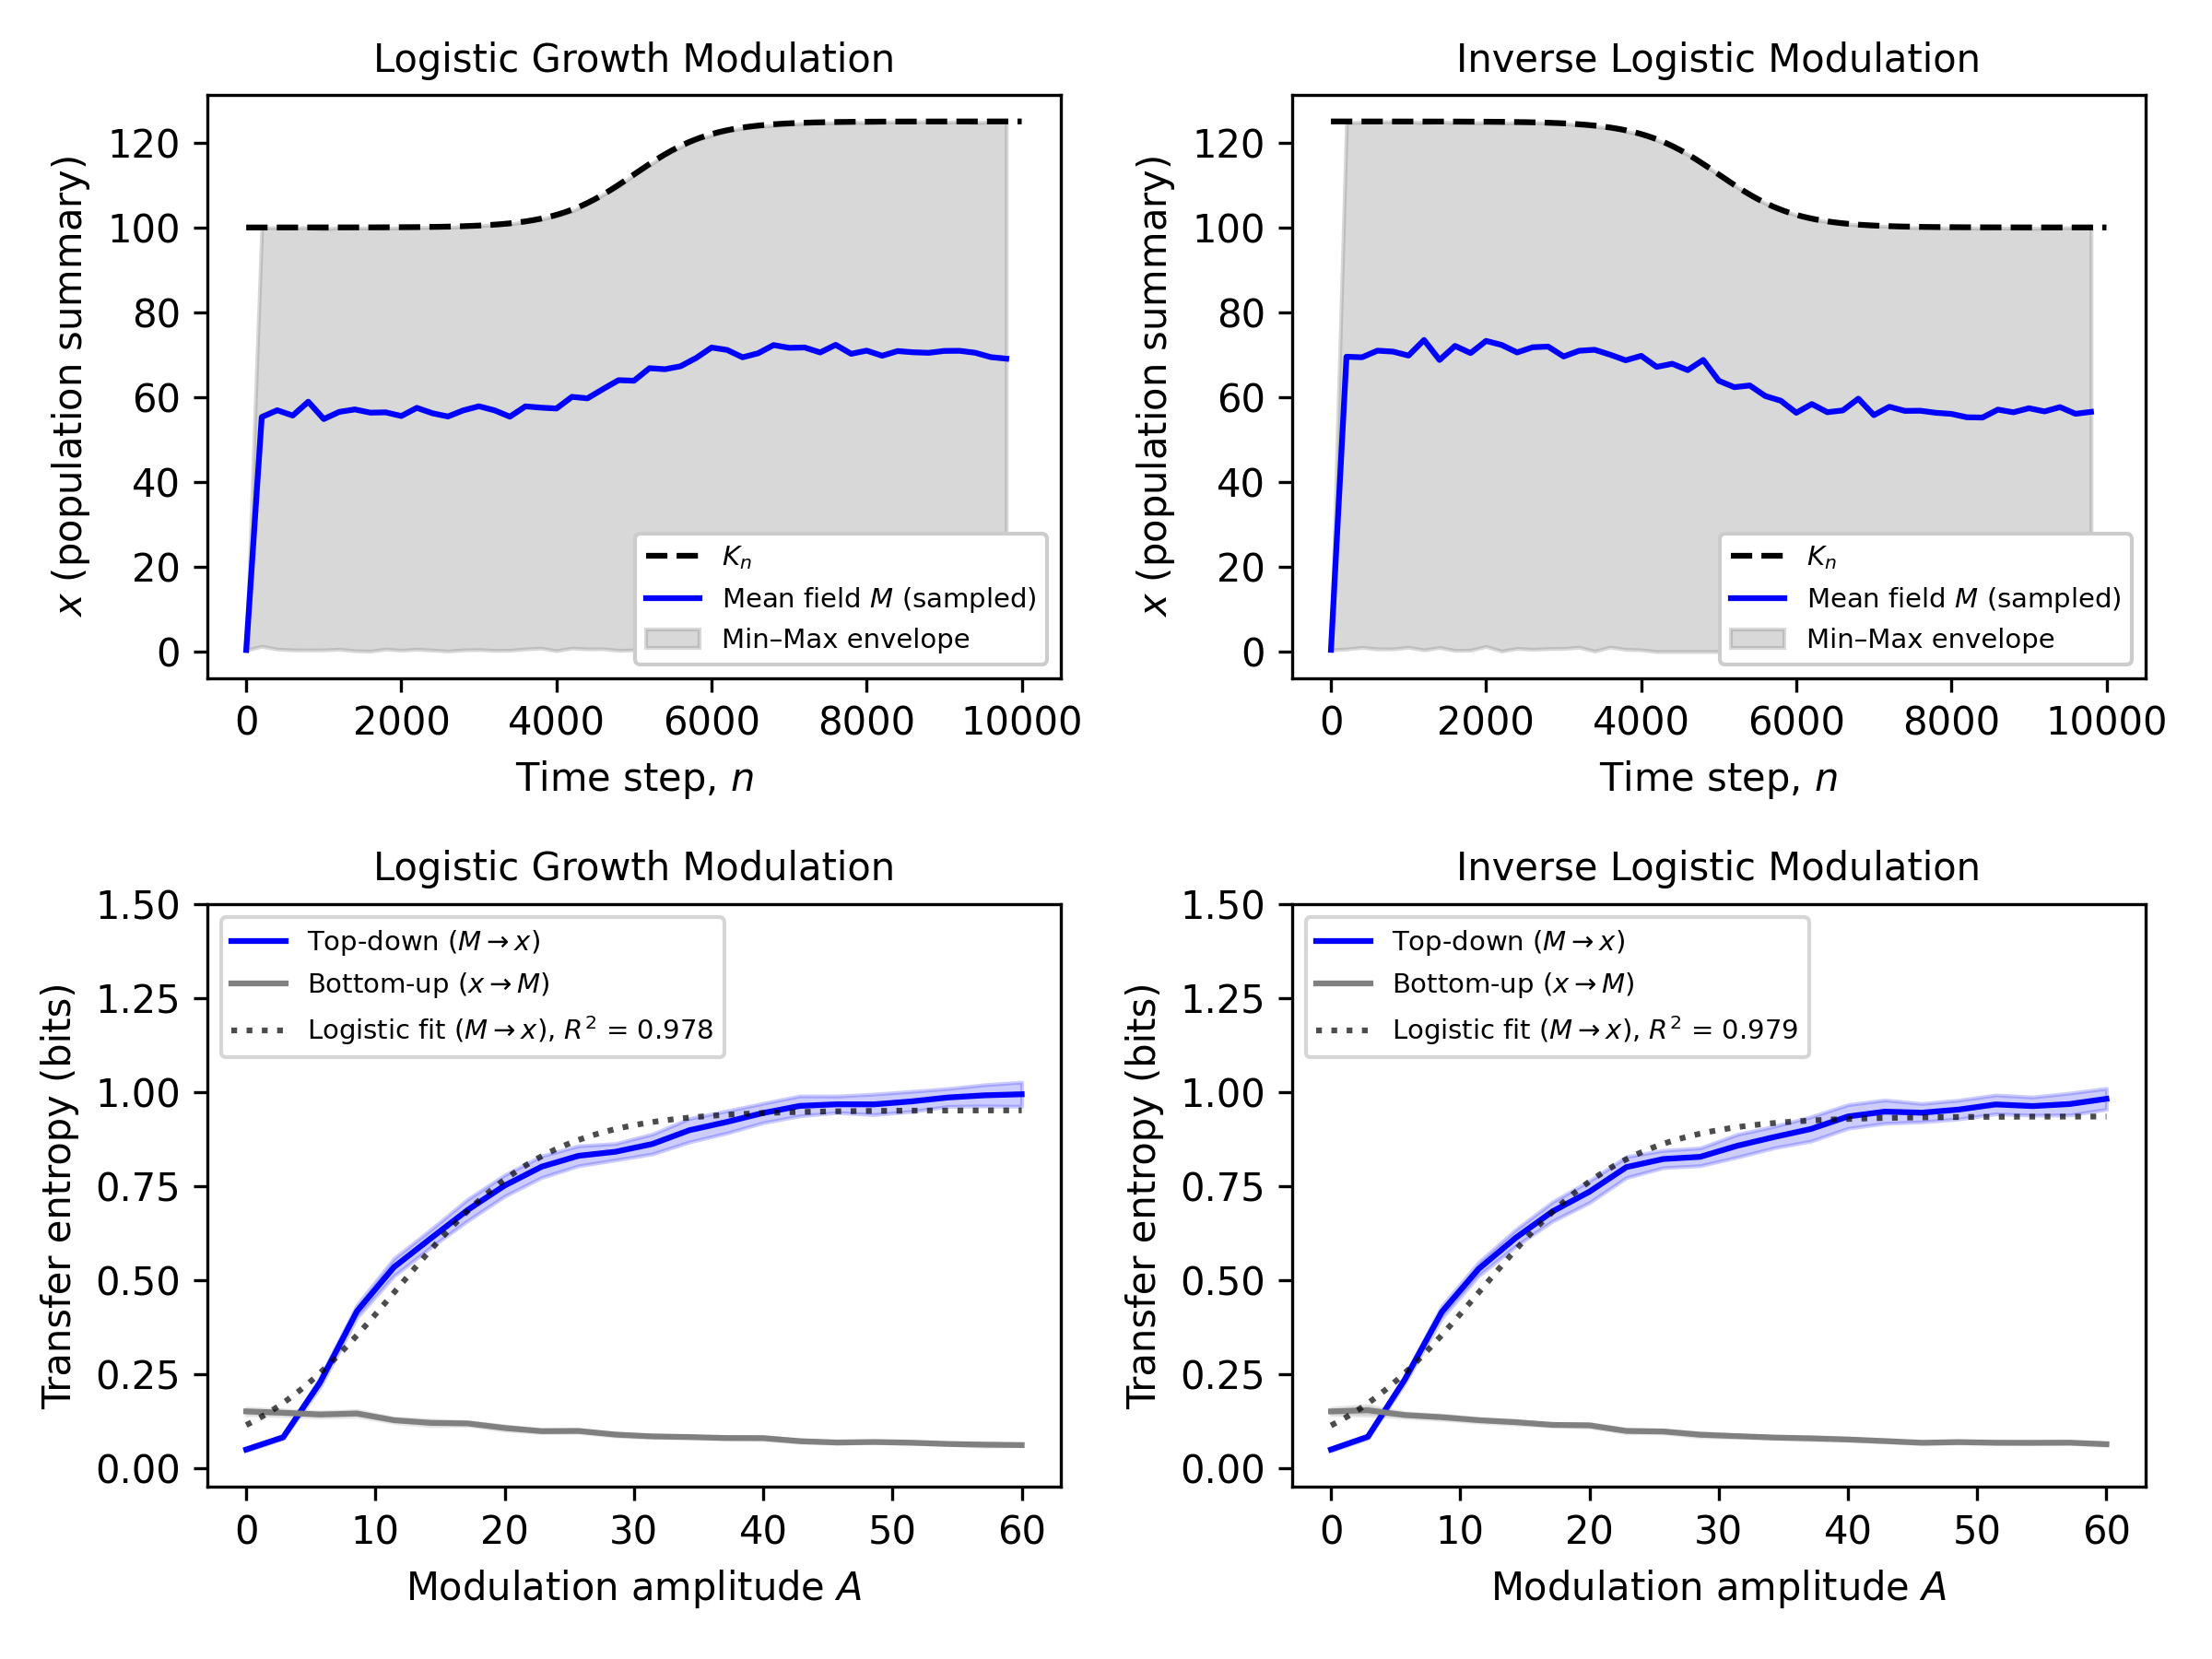 Logistic Growth Modulation
x (population summary)
120
100
80
60
40
20
0
K_n
Mean field M (sampled)
Min–Max envelope
0 2000 4000 6000 8000 10000
Time step, n
Inverse Logistic Modulation
x (population summary)
120
100
80
60
40
20
0
K_n
Mean field M (sampled)
Min–Max envelope
0 2000 4000 6000 8000 10000
Time step, n
Logistic Growth Modulation
Transfer entropy (bits)
1.50
1.25
1.00
0.75
0.50
0.25
0.00
Top-down (M → x)
Bottom-up (x → M)
Logistic fit (M → x), R² = 0.978
0 10 20 30 40 50 60
Modulation amplitude A
Inverse Logistic Modulation
Transfer entropy (bits)
1.50
1.25
1.00
0.75
0.50
0.25
0.00
Top-down (M → x)
Bottom-up (x → M)
Logistic fit (M → x), R² = 0.979
0 10 20 30 40 50 60
Modulation amplitude A